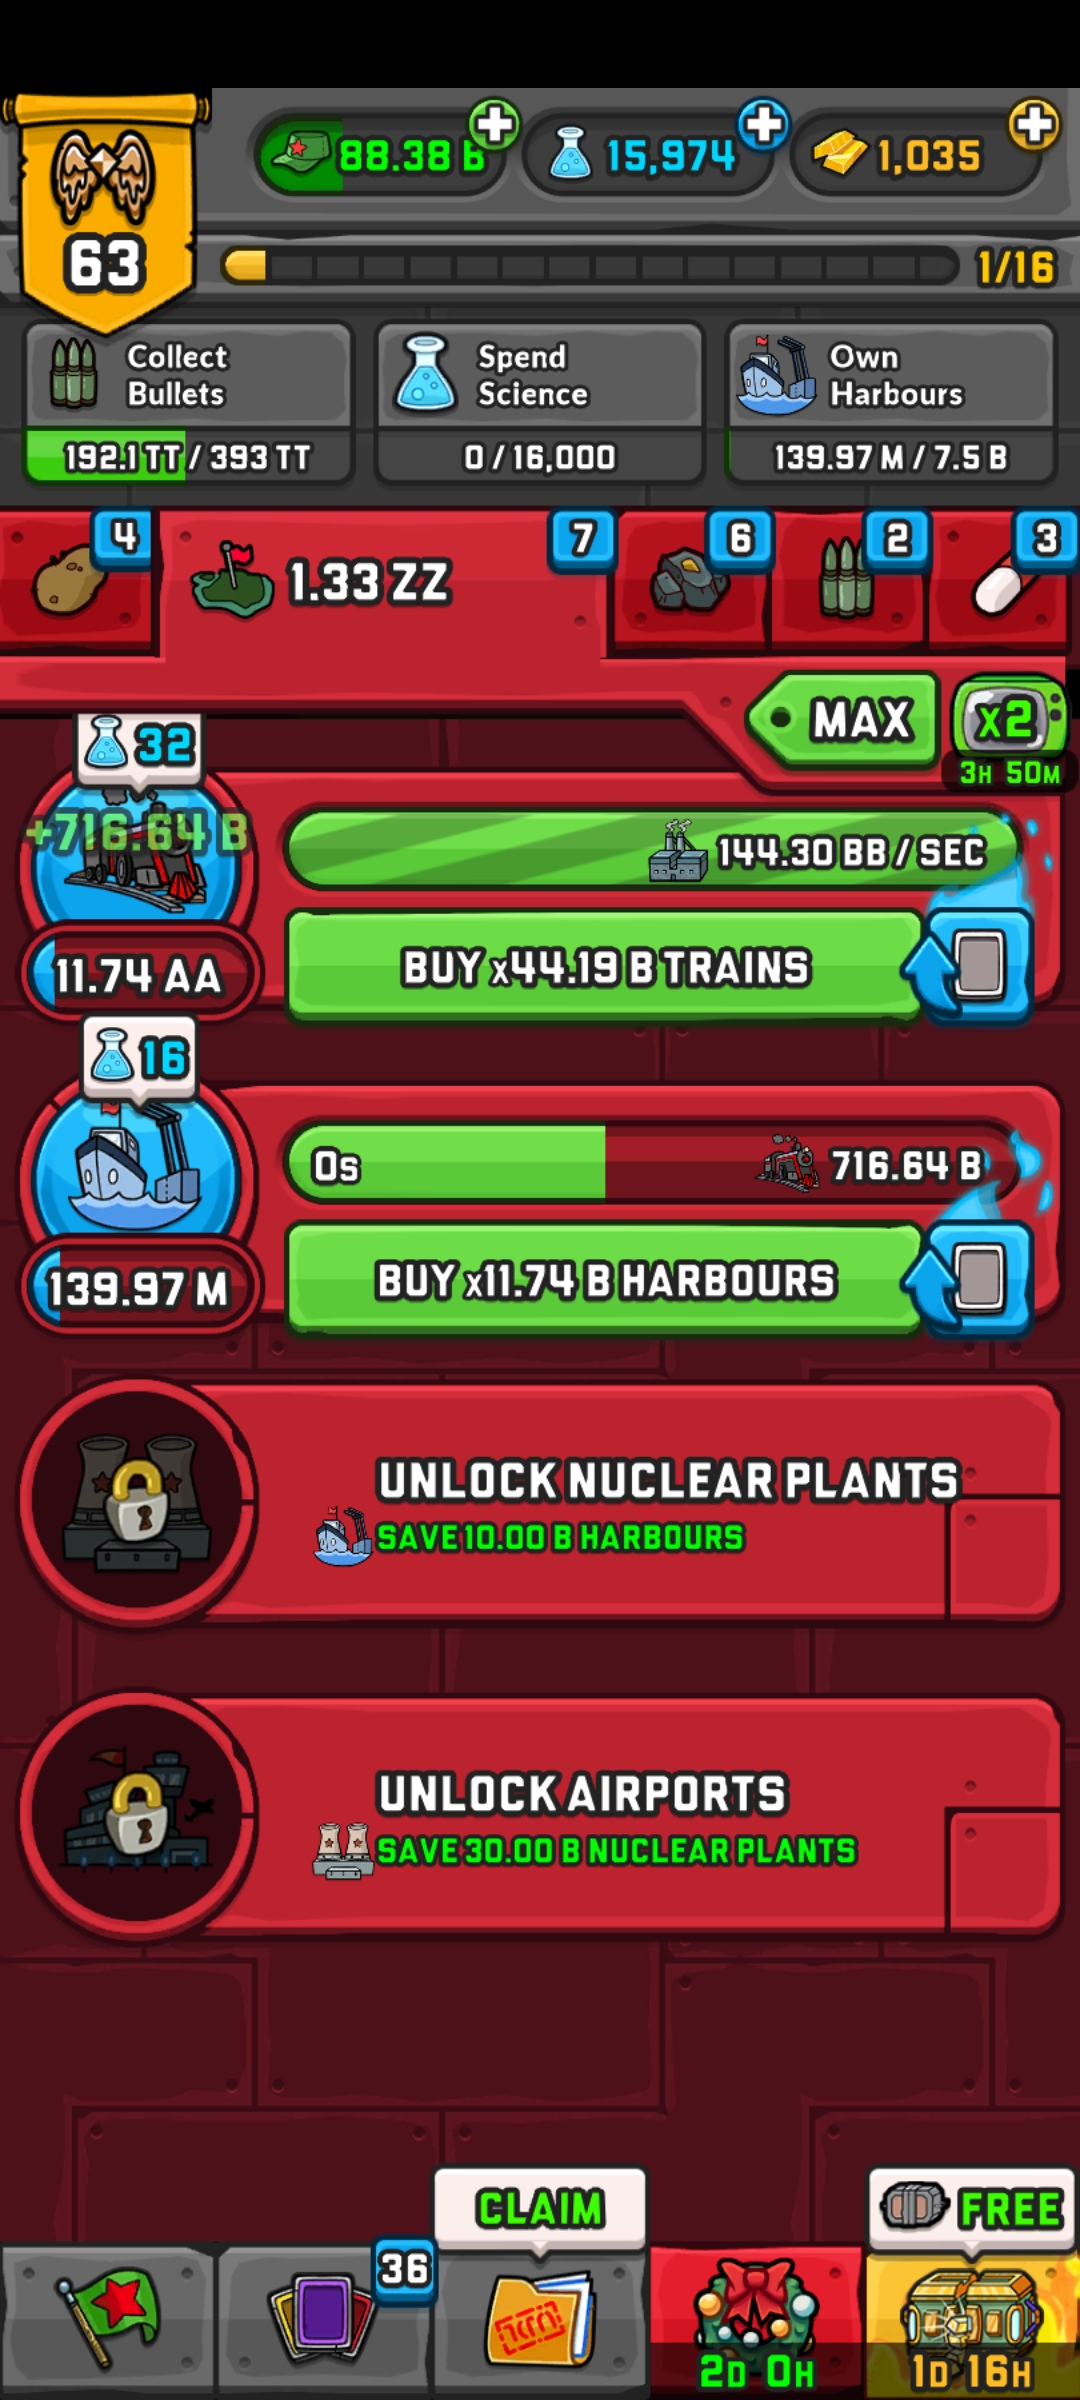 63
88.38 B
15,974
1,035
1/16
Collect
Bullets
192.1 TT / 393 TT
Spend
Science
0 / 16,000
Own
Harbours
139.97 M / 7.5 B
4
1.33 ZZ
7
6
2
3
MAX
x2
3H 50M
32
+716.64 B
144.30 BB / SEC
11.74 AA
BUY x44.19 B TRAINS
16
0s
716.64 B
139.97 M
BUY x11.74 B HARBOURS
UNLOCK NUCLEAR PLANTS
SAVE 10.00 B HARBOURS
UNLOCK AIRPORTS
SAVE 30.00 B NUCLEAR PLANTS
CLAIM
FREE
36
2D 0H
1D 16H